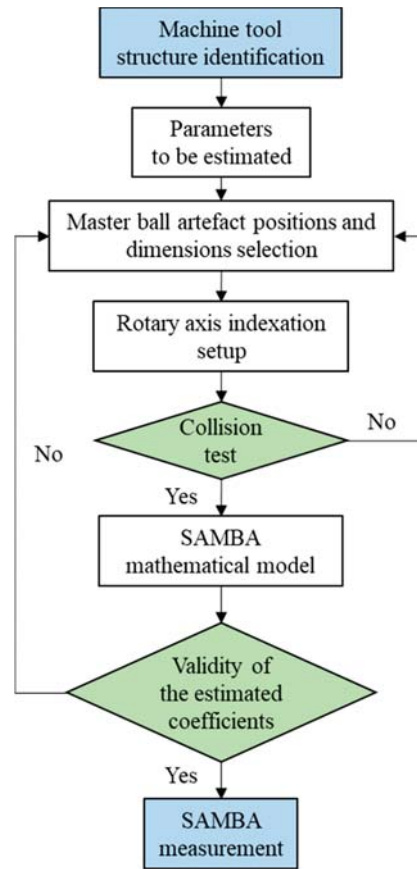 Machine tool
structure identification
Parameters
to be estimated
Master ball artefact positions and
dimensions selection
Rotary axis indexation
setup
Collision
test
No
No
Yes
SAMBA
mathematical model
Validity of
the estimated
coefficients
Yes
SAMBA
measurement